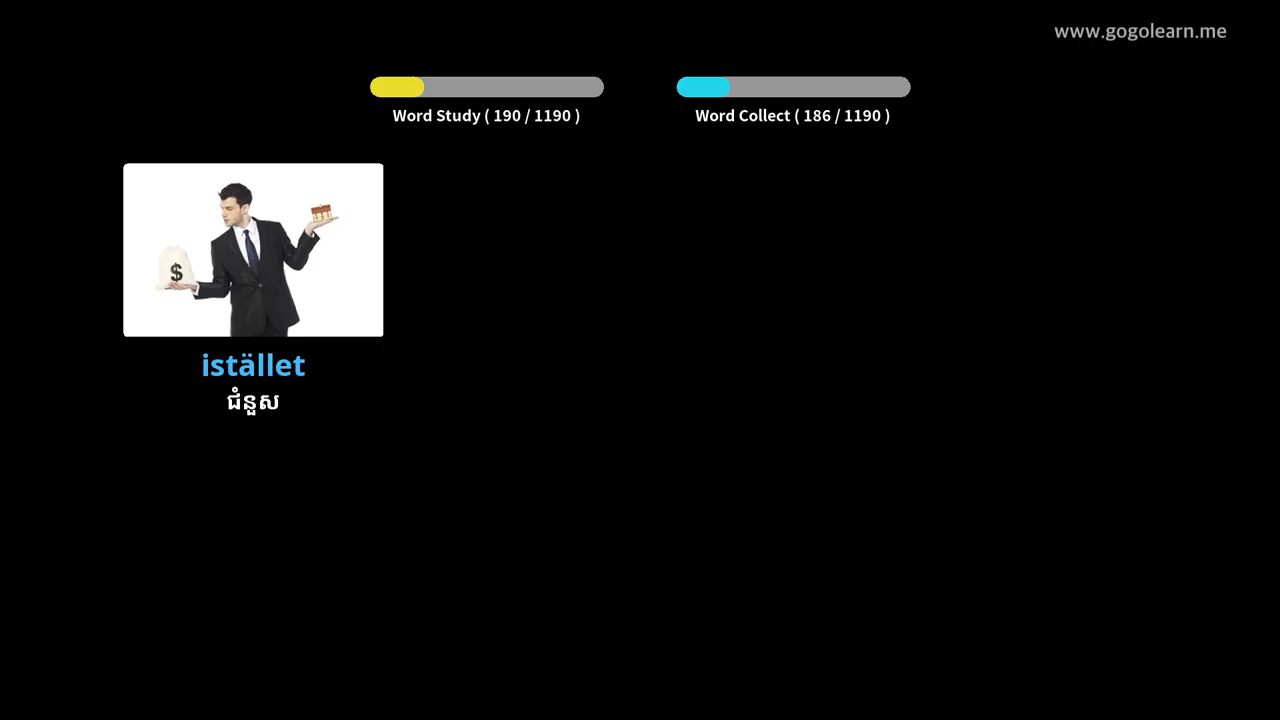 www.gogolearn.me
Word Study ( 190 / 1190 )
Word Collect ( 186 / 1190 )
$
istället
ជំនួស